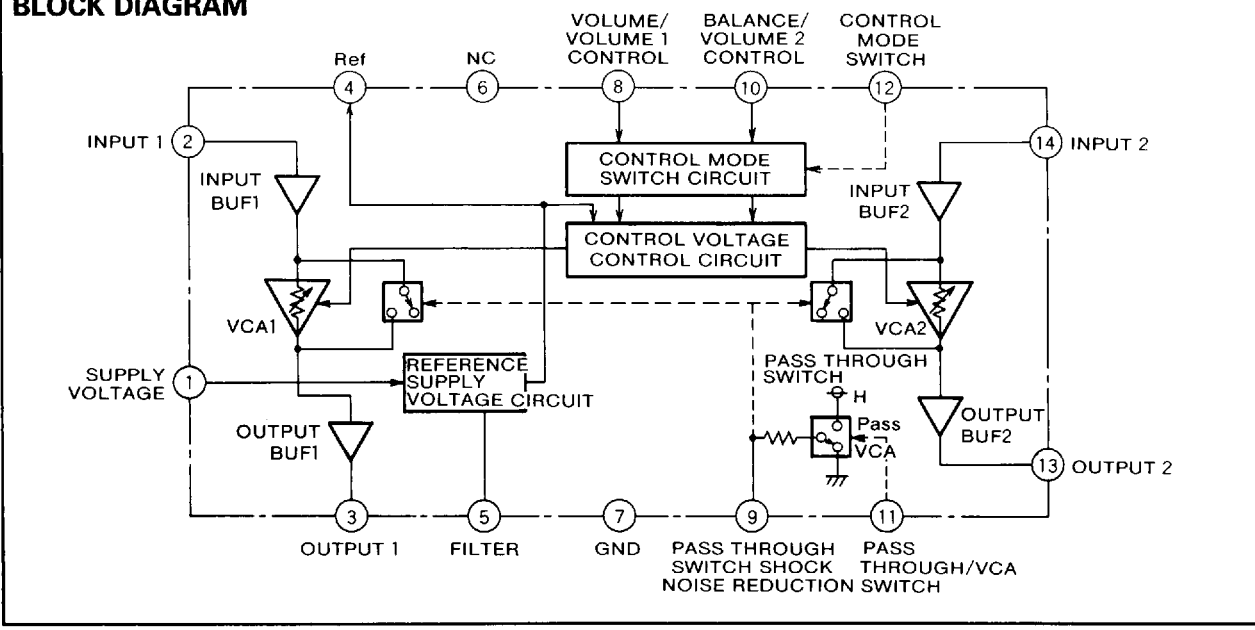 BLOCK DIAGRAM
VOLUME/
VOLUME 1
CONTROL
BALANCE/
VOLUME 2
CONTROL
CONTROL
MODE
SWITCH
Ref
NC
4
6
8
10
12
INPUT 1
2
14
INPUT 2
CONTROL MODE
SWITCH CIRCUIT
INPUT
BUF1
INPUT
BUF2
CONTROL VOLTAGE
CONTROL CIRCUIT
VCA1
VCA2
SUPPLY
VOLTAGE
1
REFERENCE
SUPPLY
VOLTAGE CIRCUIT
PASS THROUGH
SWITCH
H
Pass
VCA
OUTPUT
BUF1
OUTPUT
BUF2
13
OUTPUT 2
3
5
7
9
11
OUTPUT 1
FILTER
GND
PASS THROUGH
SWITCH SHOCK
NOISE REDUCTION
PASS
THROUGH/VCA
SWITCH